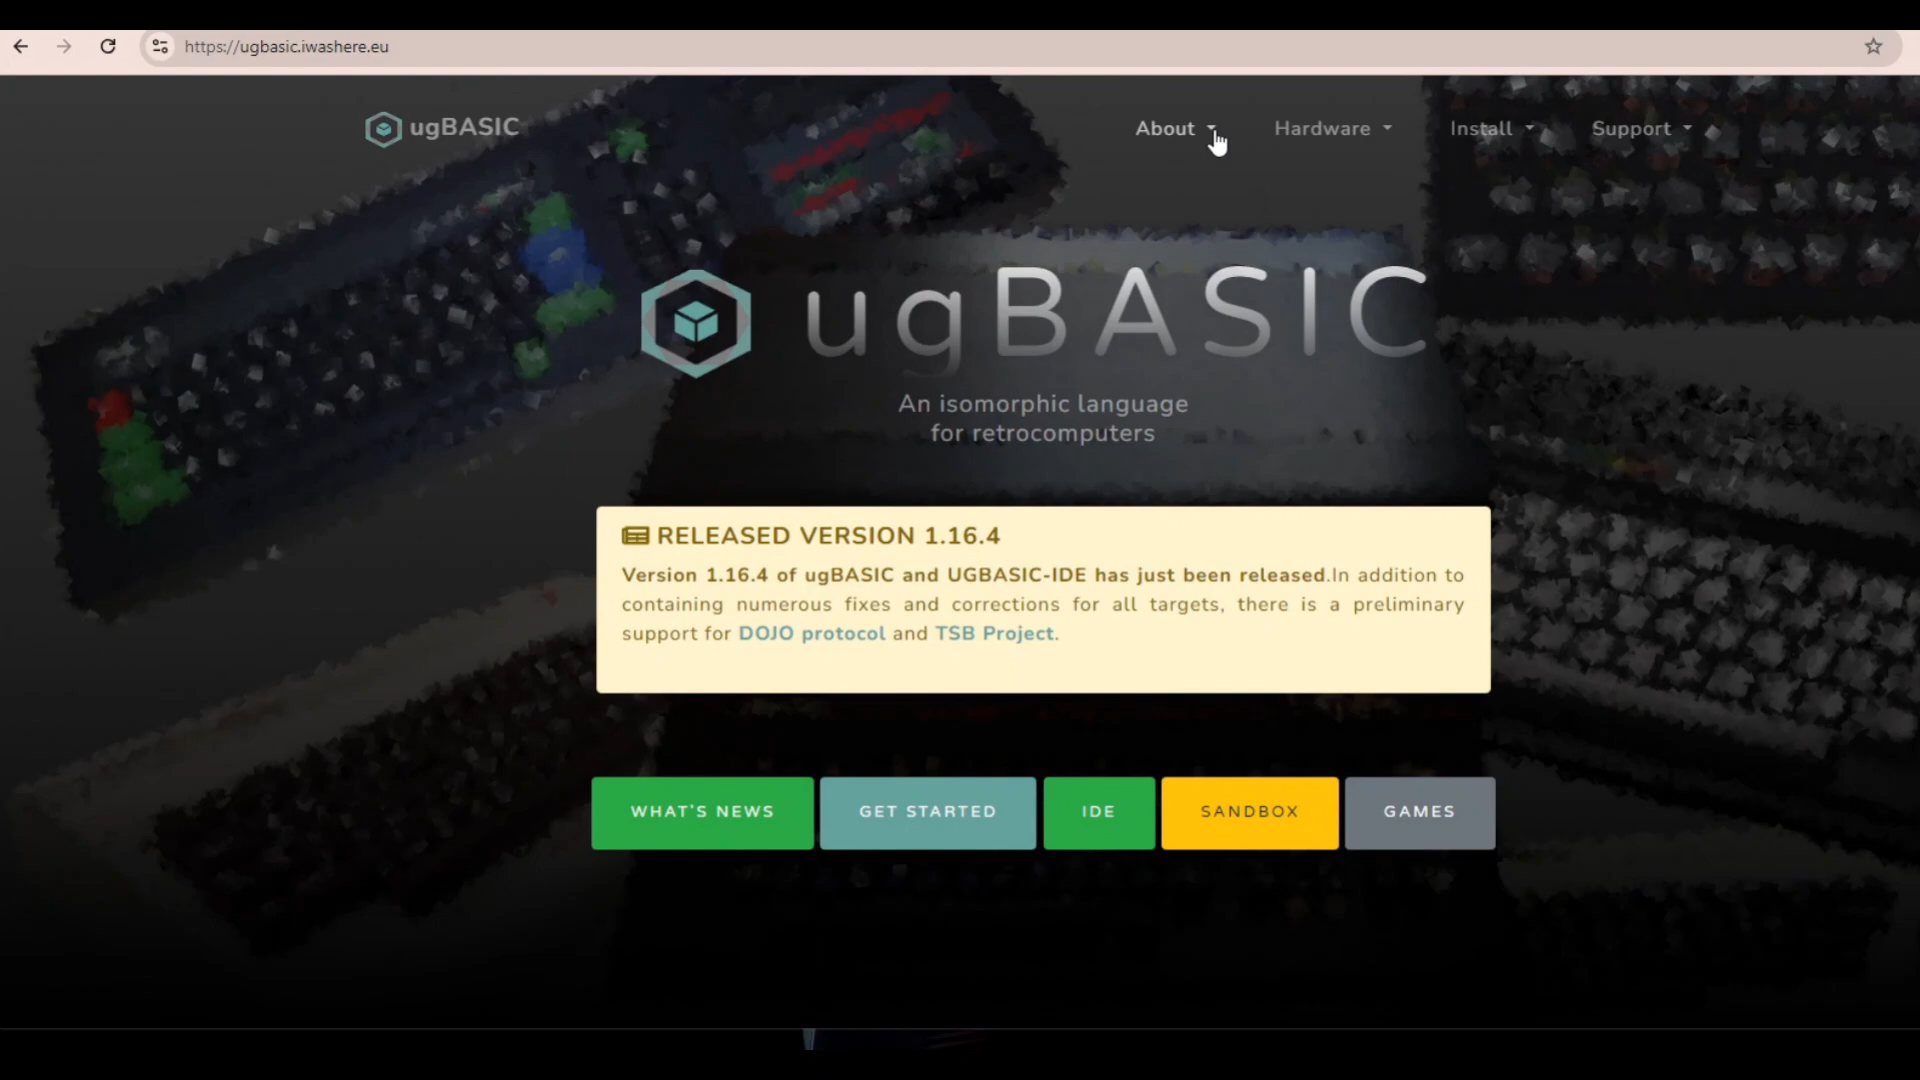 https://ugbasic.iwashere.eu
ugBASIC
About
Hardware
Install
Support
ugBASIC
An isomorphic language
for retrocomputers
RELEASED VERSION 1.16.4
Version 1.16.4 of ugBASIC and UGBASIC-IDE has just been released.In addition to
containing numerous fixes and corrections for all targets, there is a preliminary
support for DOJO protocol and TSB Project.
WHAT'S NEWS
GET STARTED
IDE
SANDBOX
GAMES